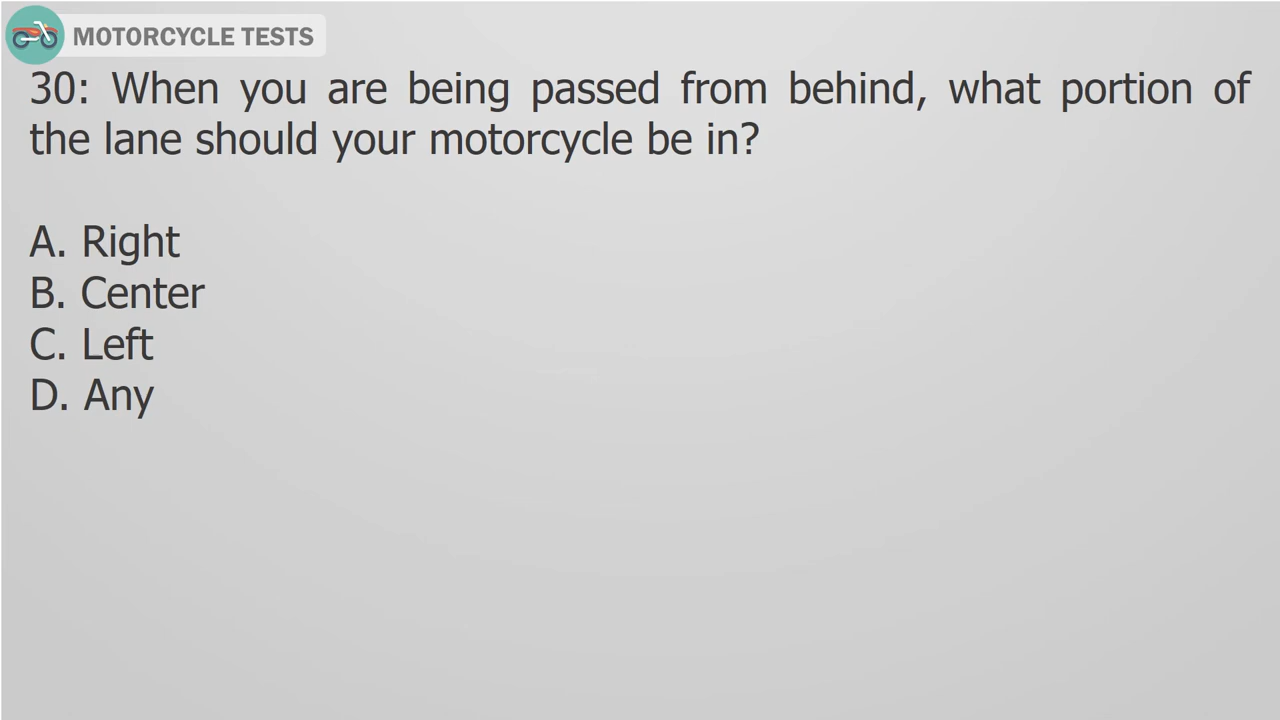 MOTORCYCLE TESTS
30: When you are being passed from behind, what portion of
the lane should your motorcycle be in?
A. Right
B. Center
C. Left
D. Any